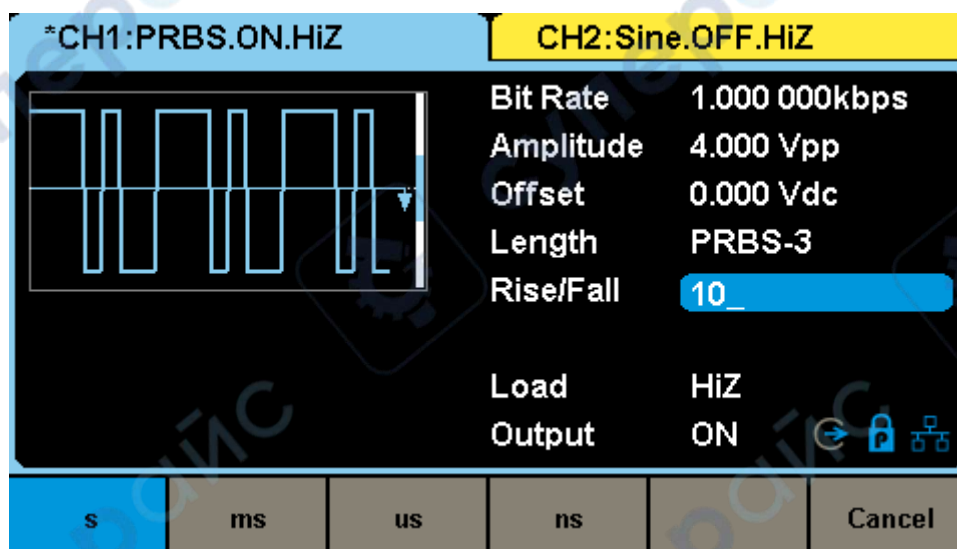 *CH1:PRBS.ON.HiZ
CH2:Sine.OFF.HiZ
Bit Rate 1.000 000kbps
Amplitude 4.000 Vpp
Offset 0.000 Vdc
Length PRBS-3
Rise/Fall 10_
Load HiZ
Output ON
s ms us ns Cancel